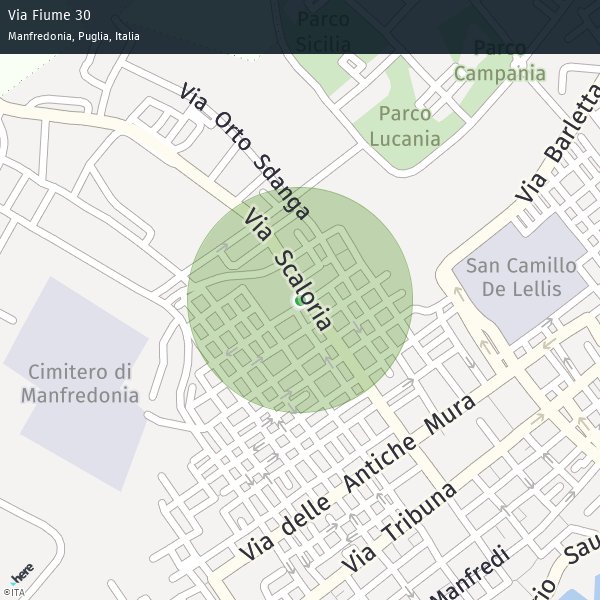 Via Fiume 30
Manfredonia, Puglia, Italia
Parco
Sicilia
Parco
Campania
Parco
Lucania
Via Orto Sdanga
Via Barletta
Via Scaloria
San Camillo
De Lellis
Cimitero di
Manfredonia
Via delle Antiche Mura
Via Tribuna
Manfredi
rio Sau
here
©ITA